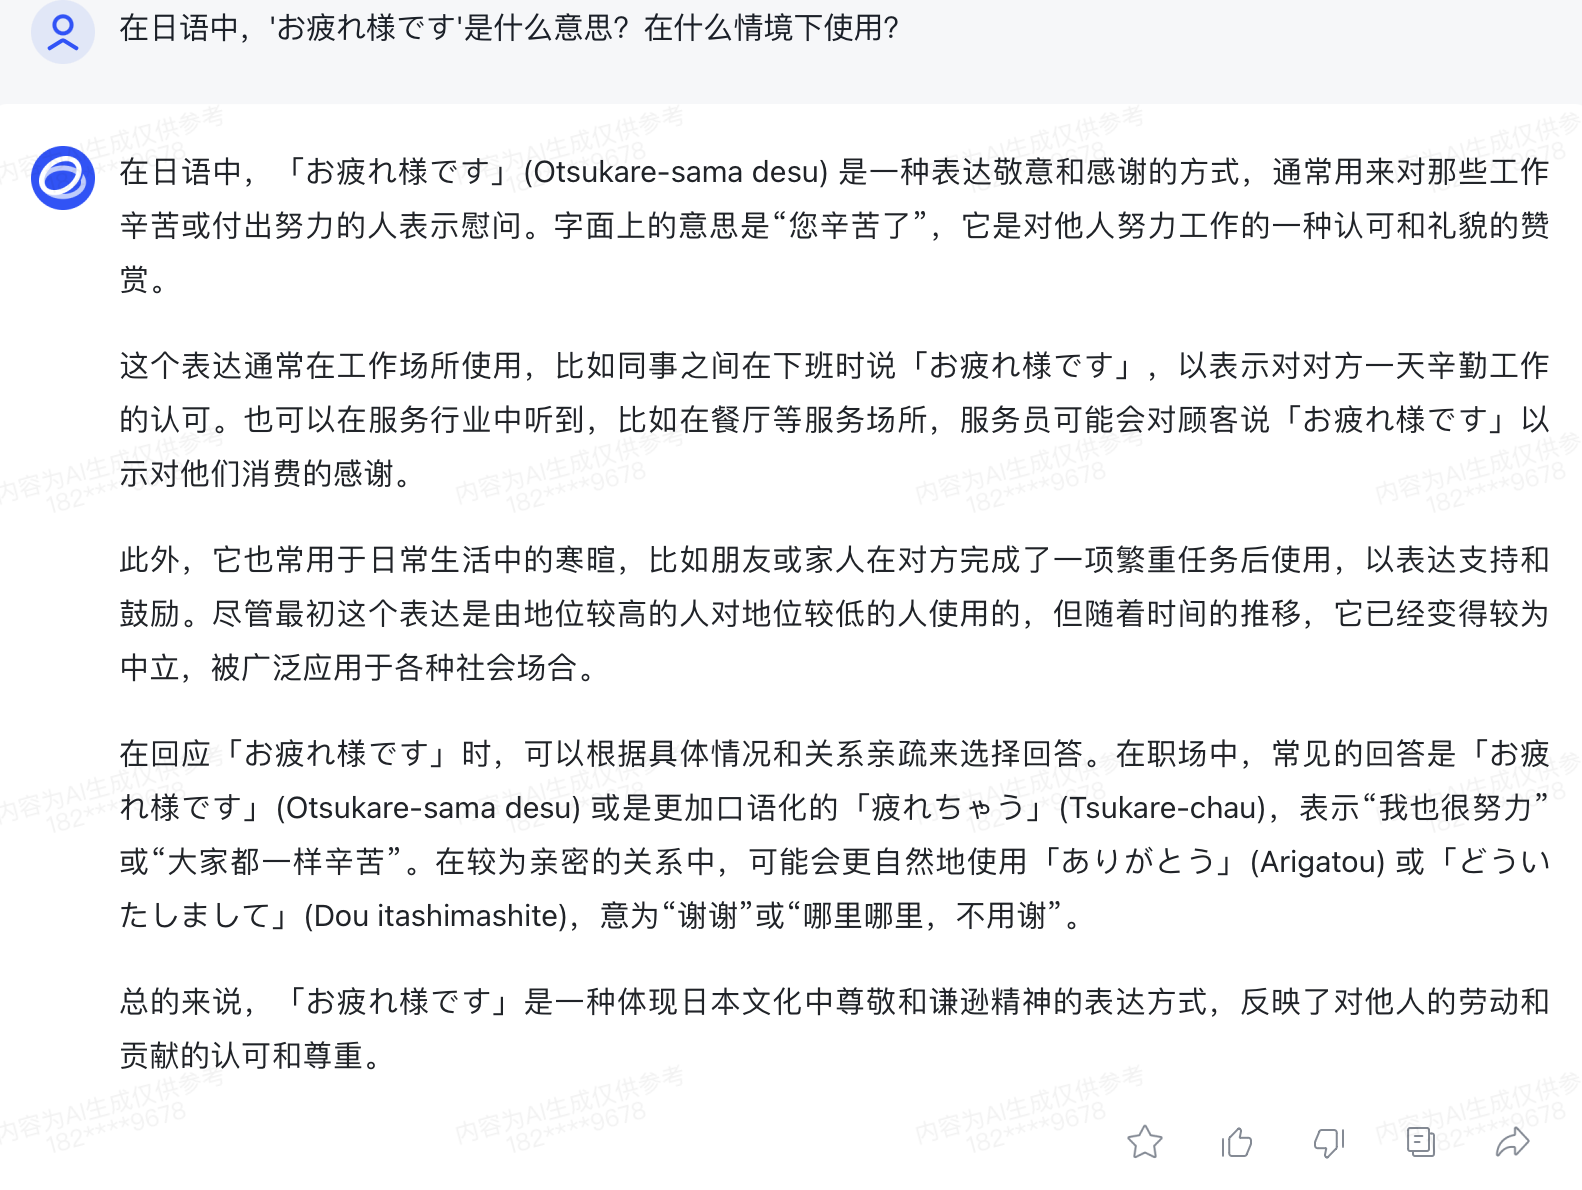 在日语中，'お疲れ様です'是什么意思？在什么情境下使用？
在日语中，「お疲れ様です」(Otsukare-sama desu) 是一种表达敬意和感谢的方式，通常用来对那些工作
辛苦或付出努力的人表示慰问。字面上的意思是“您辛苦了”，它是对他人努力工作的一种认可和礼貌的赞
赏。
这个表达通常在工作场所使用，比如同事之间在下班时说「お疲れ様です」，以表示对对方一天辛勤工作
的认可。也可以在服务行业中听到，比如在餐厅等服务场所，服务员可能会对顾客说「お疲れ様です」以
示对他们消费的感谢。
此外，它也常用于日常生活中的寒暄，比如朋友或家人在对方完成了一项繁重任务后使用，以表达支持和
鼓励。尽管最初这个表达是由地位较高的人对地位较低的人使用的，但随着时间的推移，它已经变得较为
中立，被广泛应用于各种社会场合。
在回应「お疲れ様です」时，可以根据具体情况和关系亲疏来选择回答。在职场中，常见的回答是「お疲
れ様です」(Otsukare-sama desu) 或是更加口语化的「疲れちゃう」(Tsukare-chau)，表示“我也很努力”
或“大家都一样辛苦”。在较为亲密的关系中，可能会更自然地使用「ありがとう」(Arigatou) 或「どうい
たしまして」(Dou itashimashite)，意为“谢谢”或“哪里哪里，不用谢”。
总的来说，「お疲れ様です」是一种体现日本文化中尊敬和谦逊精神的表达方式，反映了对他人的劳动和
贡献的认可和尊重。
内容为AI生成仅供参考
182****9678